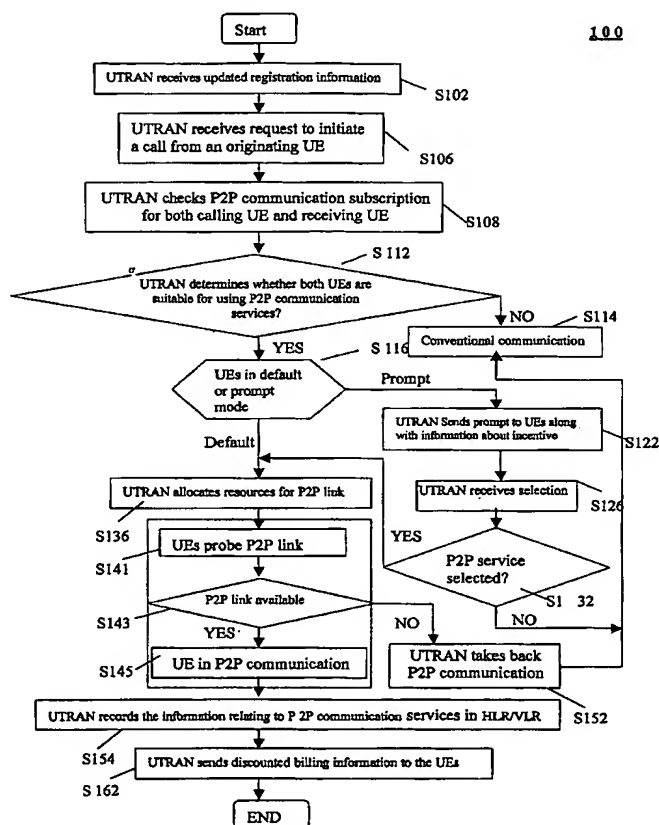 Start
100
UTRAN receives updated registration information
S102
UTRAN receives request to initiate
a call from an originating UE
S106
UTRAN checks P2P communication subscription
for both calling UE and receiving UE
S108
S 112
UTRAN determines whether both UEs are
suitable for using P2P communication
services?
NO
S114
Conventional communication
YES
S 116
UEs in default
or prompt
mode
Prompt
UTRAN Sends prompt to UEs along
with information about incentive
S122
Default
UTRAN receives selection
S126
UTRAN allocates resources for P2P link
S136
YES
P2P service
selected?
S1 32
NO
UEs probe P2P link
S141
P2P link available
S143
YES
NO
UE in P2P communication
S145
UTRAN takes back
P2P communication
S152
UTRAN records the information relating to P 2P communication services in HLR/VLR
S154
UTRAN sends discounted billing information to the UEs
S 162
END